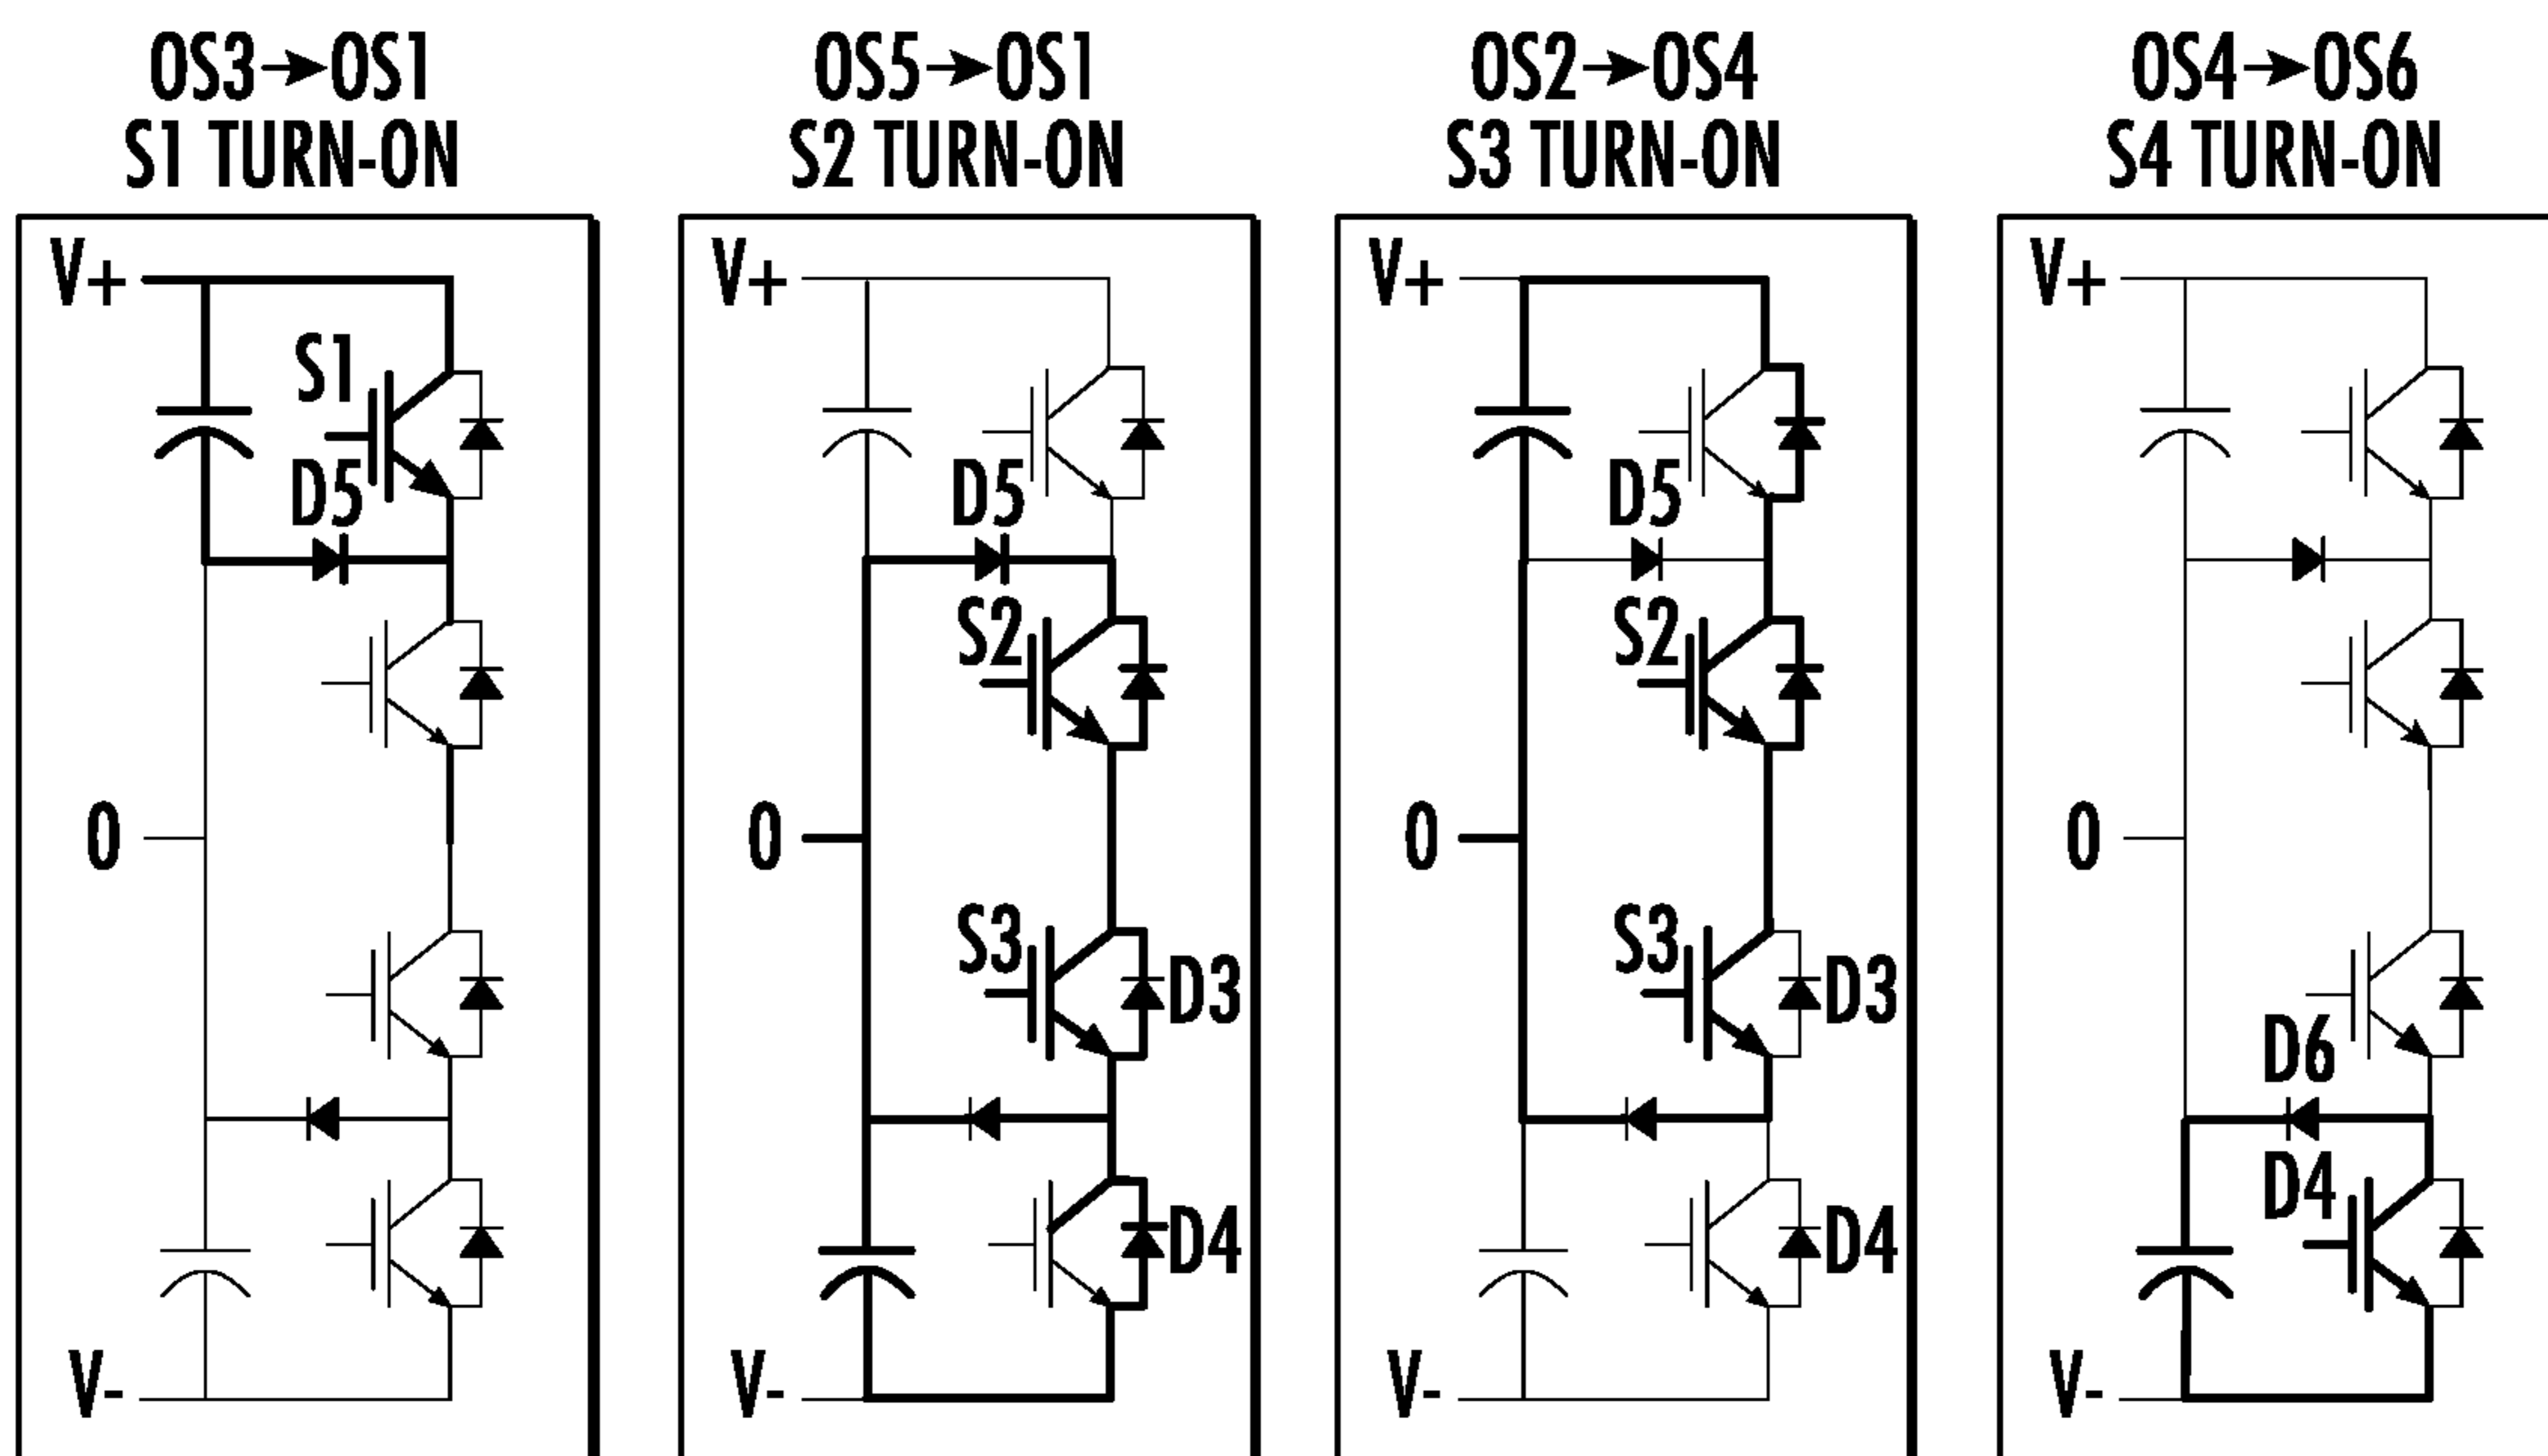 OS3→OS1
S1 TURN-ON
V+
S1
D5
0
V-
OS5→OS1
S2 TURN-ON
V+
D5
S2
0
S3
D3
D4
V-
OS2→OS4
S3 TURN-ON
V+
D5
S2
0
S3
D3
D4
V-
OS4→OS6
S4 TURN-ON
V+
0
D6
D4
V-